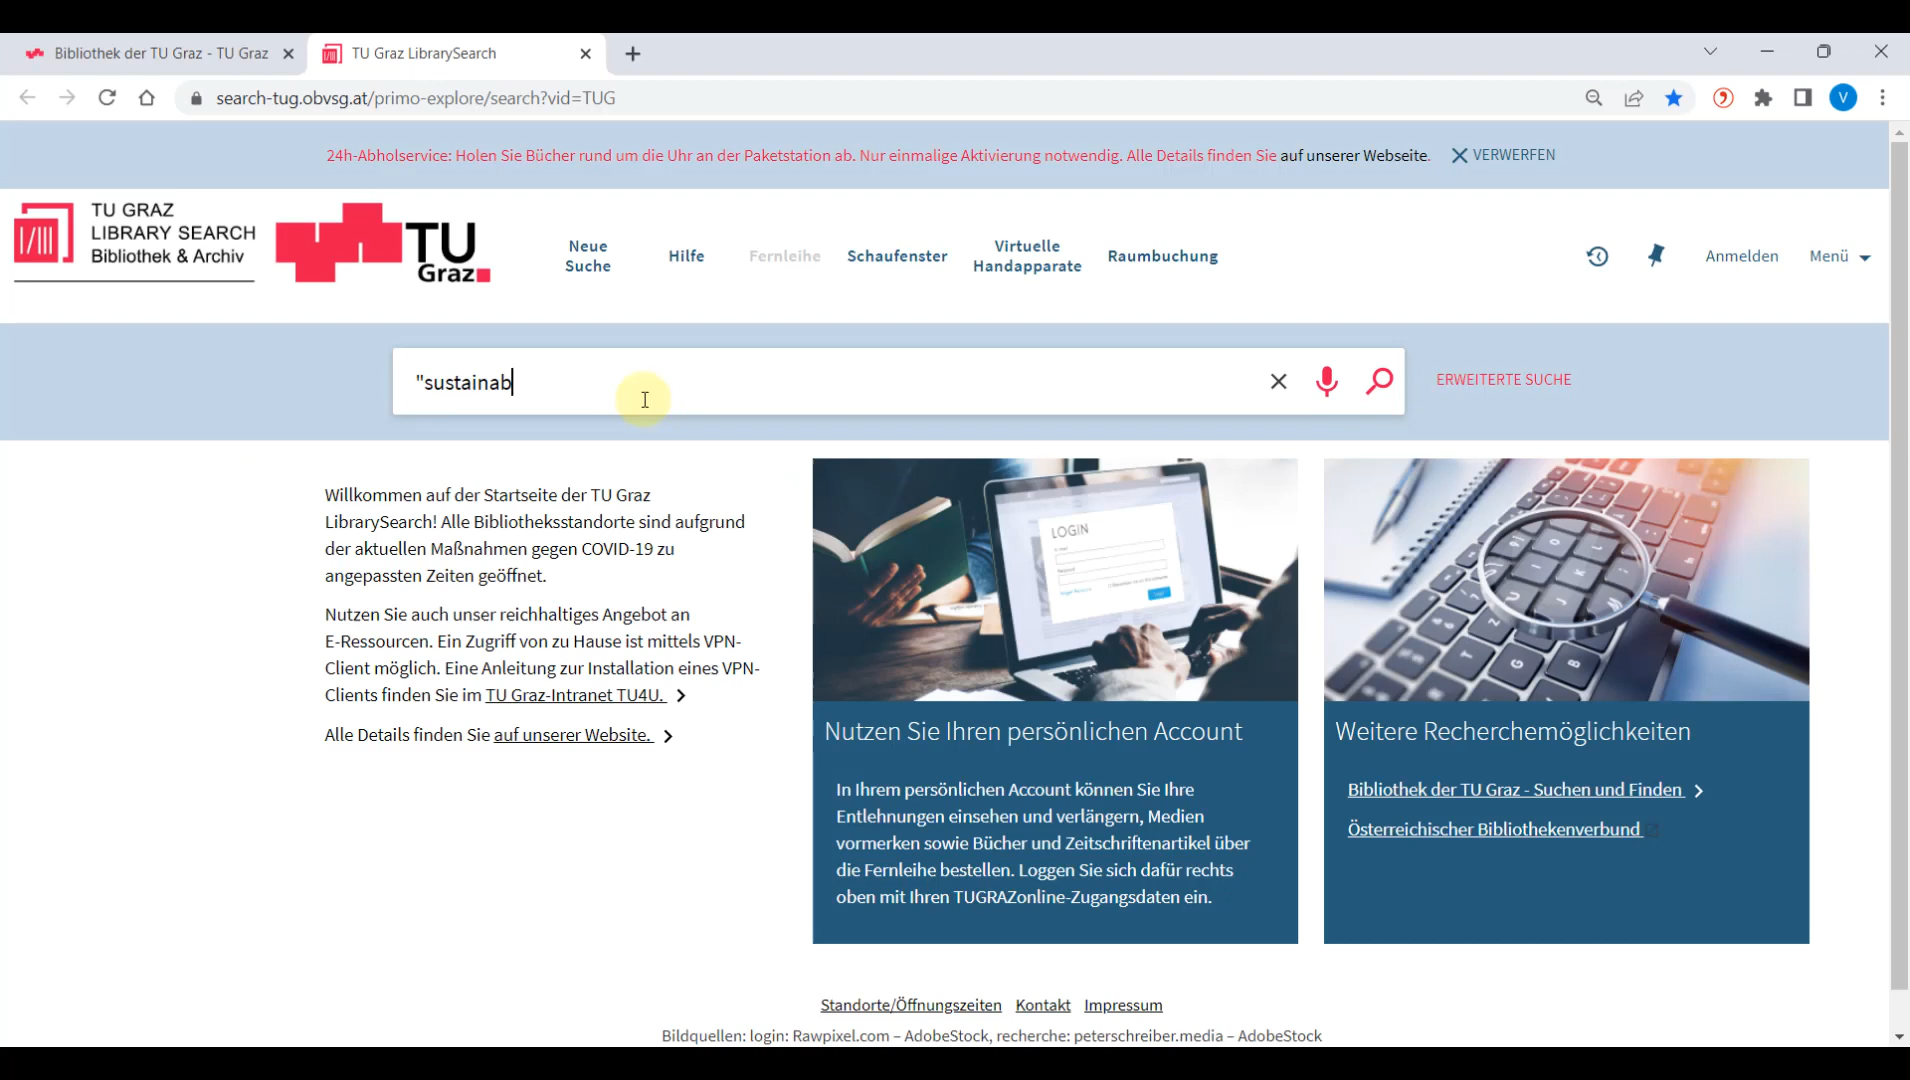 Bibliothek der TU Graz - TU Graz
TU Graz LibrarySearch
search-tug.obvsg.at/primo-explore/search?vid=TUG
V
24h-Abholservice: Holen Sie Bücher rund um die Uhr an der Paketstation ab. Nur einmalige Aktivierung notwendig. Alle Details finden Sie auf unserer Webseite.
VERWERFEN
TU GRAZ
LIBRARY SEARCH
Bibliothek & Archiv
TU
Graz
Neue
Suche
Hilfe
Fernleihe
Schaufenster
Virtuelle
Handapparate
Raumbuchung
Anmelden
Menü
"sustainab
ERWEITERTE SUCHE
Willkommen auf der Startseite der TU Graz
LibrarySearch! Alle Bibliotheksstandorte sind aufgrund
der aktuellen Maßnahmen gegen COVID-19 zu
angepassten Zeiten geöffnet.
Nutzen Sie auch unser reichhaltiges Angebot an
E-Ressourcen. Ein Zugriff von zu Hause ist mittels VPN-
Client möglich. Eine Anleitung zur Installation eines VPN-
Clients finden Sie im TU Graz-Intranet TU4U.
Alle Details finden Sie auf unserer Website.
LOGIN
Nutzen Sie Ihren persönlichen Account
In Ihrem persönlichen Account können Sie Ihre
Entlehnungen einsehen und verlängern, Medien
vormerken sowie Bücher und Zeitschriftenartikel über
die Fernleihe bestellen. Loggen Sie sich dafür rechts
oben mit Ihren TUGRAZonline-Zugangsdaten ein.
Weitere Recherchemöglichkeiten
Bibliothek der TU Graz - Suchen und Finden
Österreichischer Bibliothekenverbund
Standorte/Öffnungszeiten Kontakt Impressum
Bildquellen: login: Rawpixel.com – AdobeStock, recherche: peterschreiber.media – AdobeStock